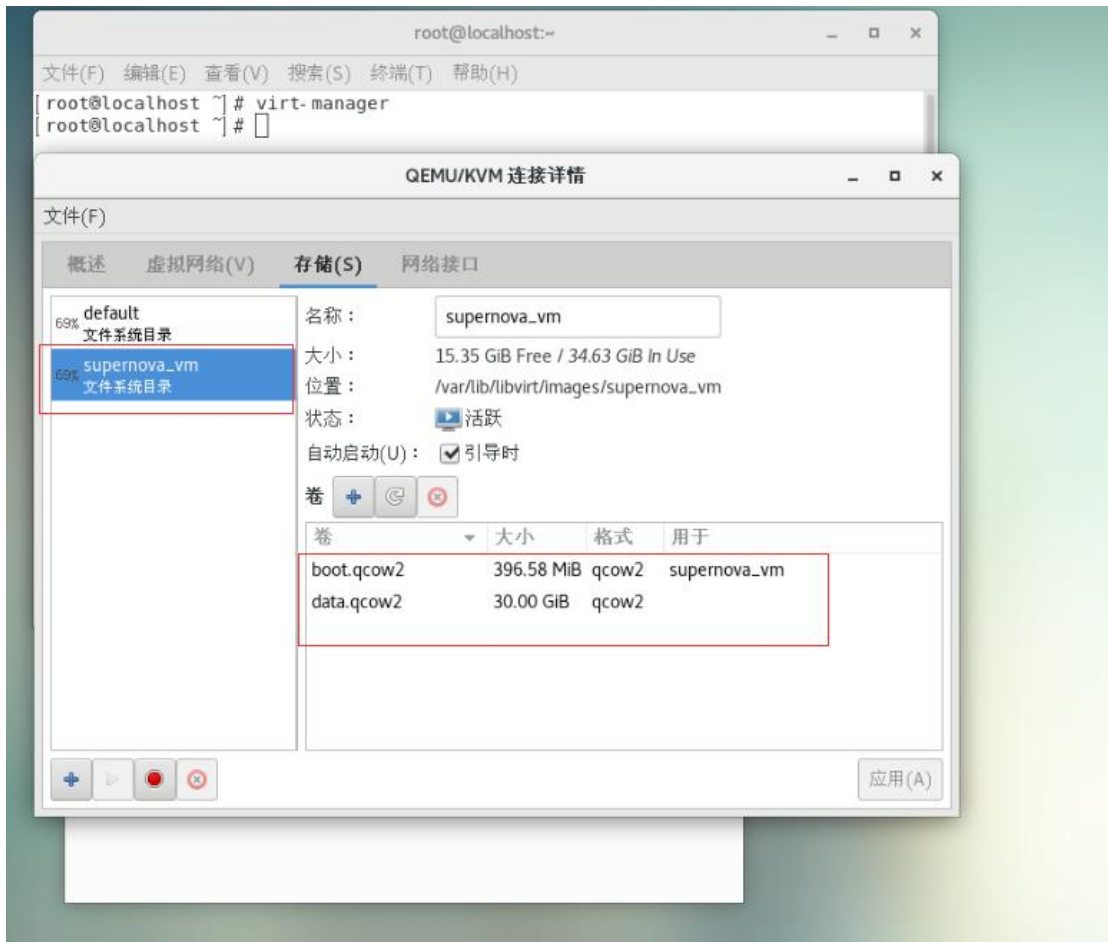 root@localhost:~
文件(F) 编辑(E) 查看(V) 搜索(S) 终端(T) 帮助(H)
[root@localhost ~]# virt-manager
[root@localhost ~]#
QEMU/KVM 连接详情
文件(F)
概述 虚拟网络(V) 存储(S) 网络接口
69% default
文件系统目录
69% supernova_vm
文件系统目录
名称： supernova_vm
大小： 15.35 GiB Free / 34.63 GiB In Use
位置： /var/lib/libvirt/images/supernova_vm
状态： 活跃
自动启动(U)： 引导时
卷
卷 大小 格式 用于
boot.qcow2 396.58 MiB qcow2 supernova_vm
data.qcow2 30.00 GiB qcow2
应用(A)